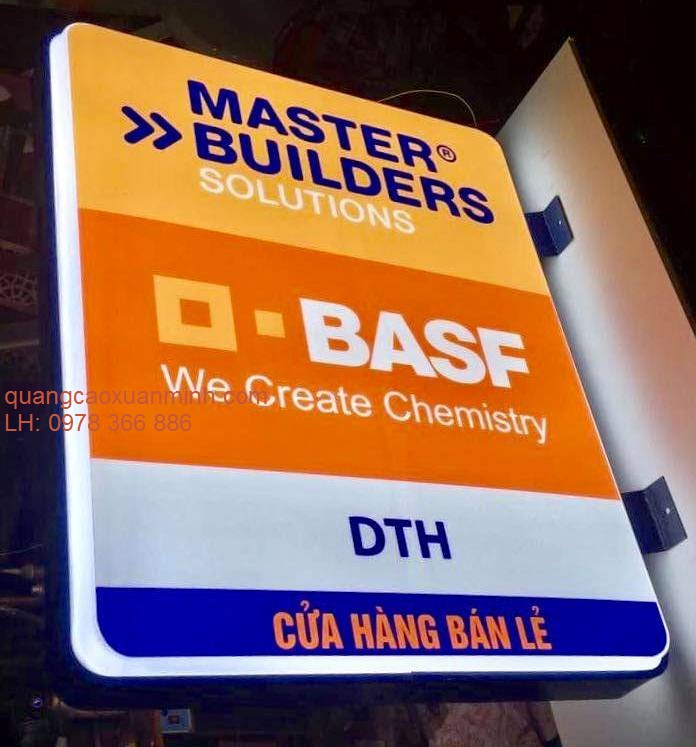 MASTER®
BUILDERS
SOLUTIONS
BASF
We Create Chemistry
quangcaoxuanminh.com
LH: 0978 366 886
DTH
CỬA HÀNG BÁN LẺ